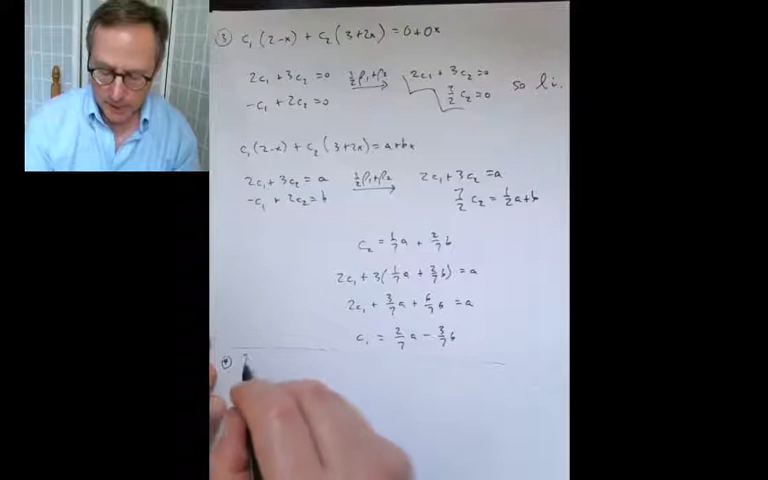 ③ c₁(2-x) + c₂(3+2x) = 0+0x
2c₁ + 3c₂ = 0 ½ρ₁+ρ₂ → 2c₁ + 3c₂ = 0 so li.
-c₁ + 2c₂ = 0 c₂ = 0
c₁(2-x) + c₂(3+2x) = a+bx
2c₁ + 3c₂ = a ½ρ₁+ρ₂ → 2c₁ + 3c₂ = a
-c₁ + 2c₂ = b 7/2 c₂ = 1/2 a + b
c₂ = 1/7 a + 2/7 b
2c₁ + 3(1/7 a + 2/7 b) = a
2c₁ + 3/7 a + 6/7 b = a
c₁ = 2/7 a - 3/7 b
④